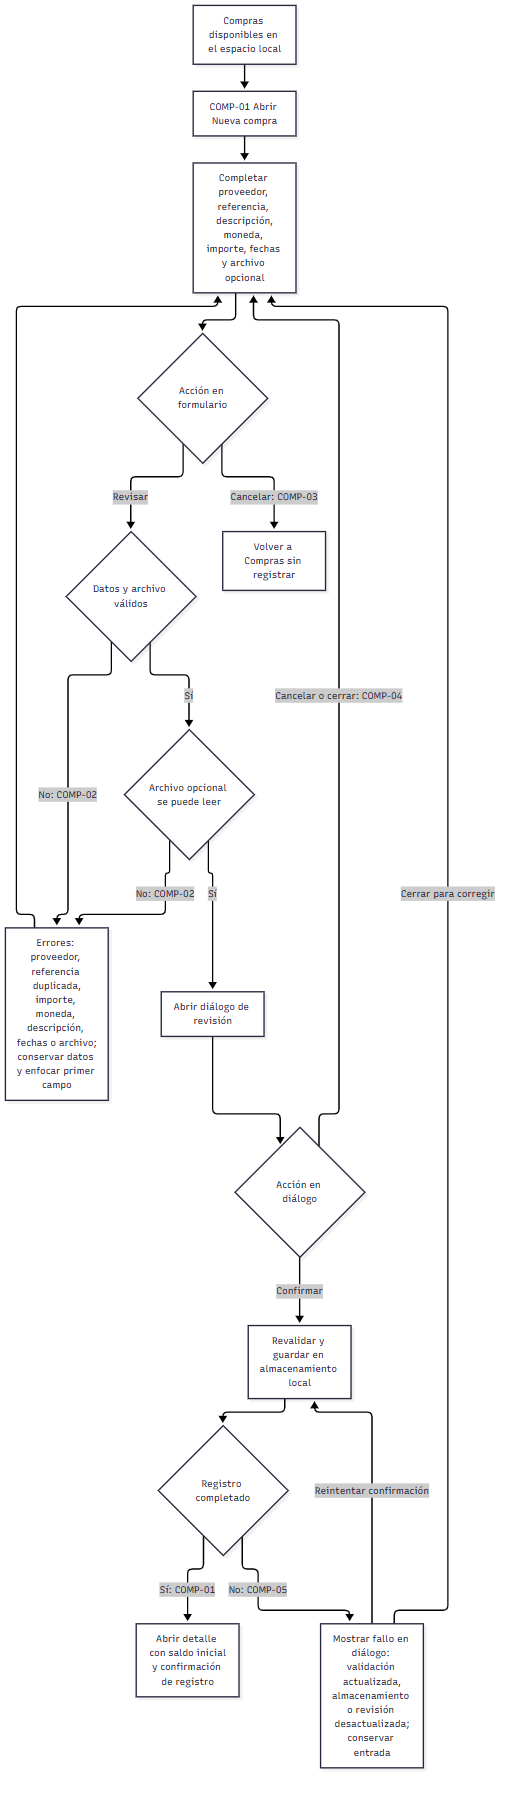 Compras
disponibles en
el espacio local
COMP-01 Abrir
Nueva compra
Completar
proveedor,
referencia,
descripción,
moneda,
importe, fechas
y archivo
opcional
Acción en
formulario
Revisar
Cancelar: COMP-03
Volver a
Compras sin
registrar
Datos y archivo
válidos
Sí
Cancelar o cerrar: COMP-04
Archivo opcional
se puede leer
No: COMP-02
No: COMP-02
Sí
Cerrar para corregir
Errores:
proveedor,
referencia
duplicada,
importe,
moneda,
descripción,
fechas o archivo;
conservar datos
y enfocar primer
campo
Abrir diálogo de
revisión
Acción en
diálogo
Confirmar
Revalidar y
guardar en
almacenamiento
local
Registro
completado
Reintentar confirmación
Sí: COMP-01
No: COMP-05
Abrir detalle
con saldo inicial
y confirmación
de registro
Mostrar fallo en
diálogo:
validación
actualizada,
almacenamiento
o revisión
desactualizada;
conservar
entrada